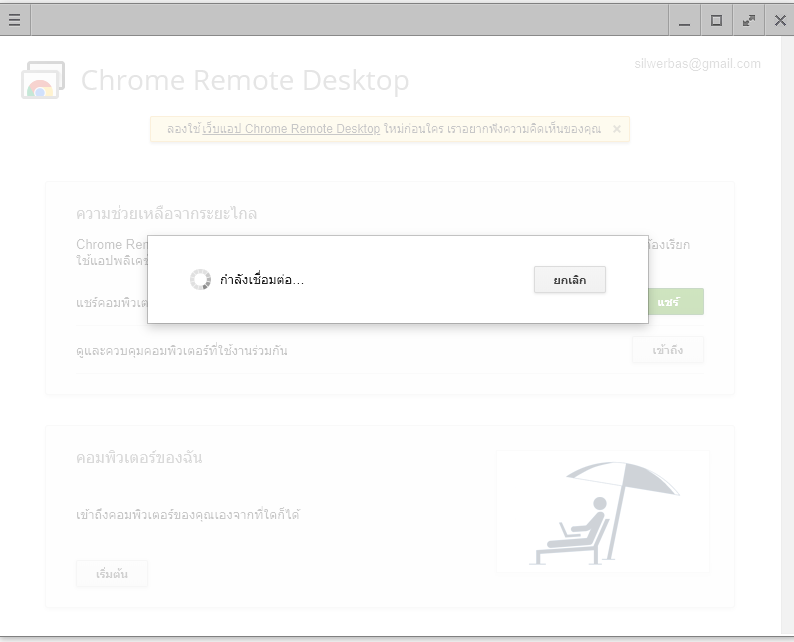 Chrome Remote Desktop
silwerbas@gmail.com
ลองใช้เว็บแอป Chrome Remote Desktop ใหม่ก่อนใคร เราอยากฟังความคิดเห็นของคุณ
ความช่วยเหลือจากระยะไกล
Chrome Rem
้องเรียก
ใช้แอปพลิเคช
กำลังเชื่อมต่อ...
ยกเลิก
แชร์คอมพิวเต
แชร์
ดูและควบคุมคอมพิวเตอร์ที่ใช้งานร่วมกัน
เข้าถึง
คอมพิวเตอร์ของฉัน
เข้าถึงคอมพิวเตอร์ของคุณเองจากที่ใดก็ได้
เริ่มต้น